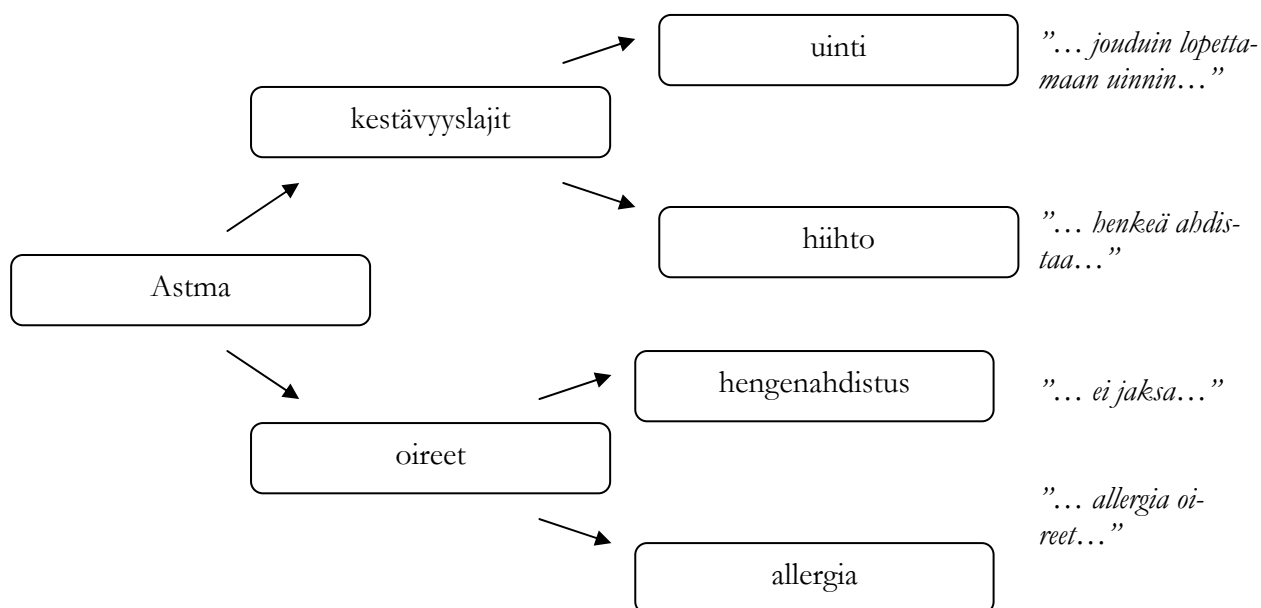 uinti
”… jouduin lopetta-
maan uinnin…”
kestävyyslajit
hiihto
”… henkeä ahdis-
taa…”
Astma
hengenahdistus
”… ei jaksa…”
oireet
”… allergia oi-
reet…”
allergia